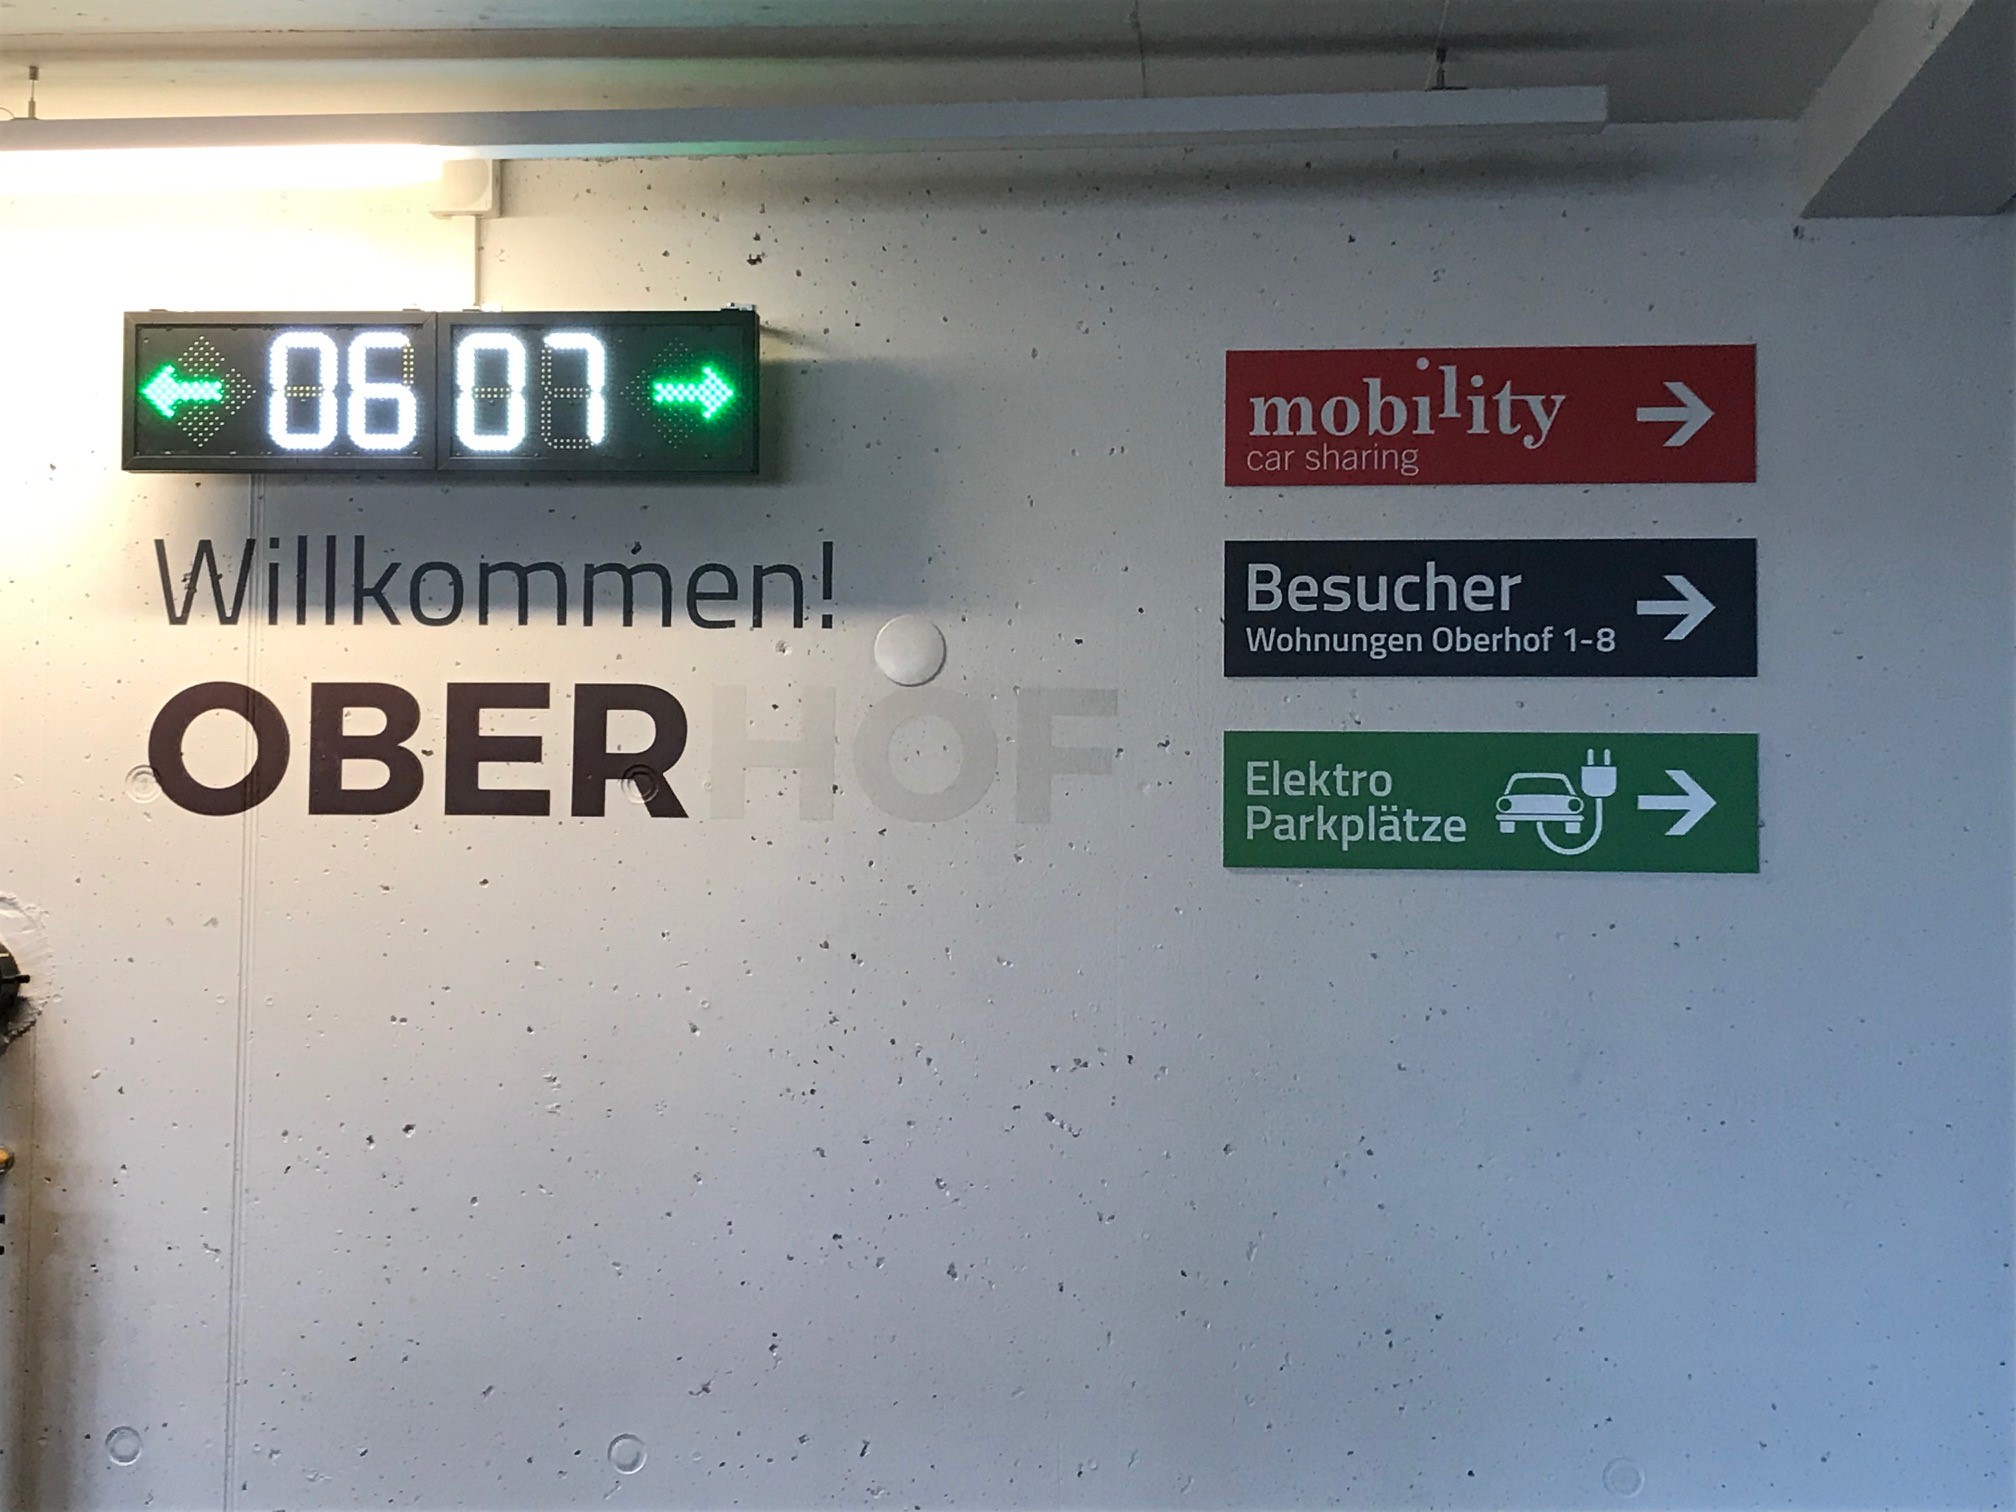 06 07
Willkommen!
OBERHOF
mobility
car sharing
Besucher
Wohnungen Oberhof 1-8
Elektro
Parkplätze